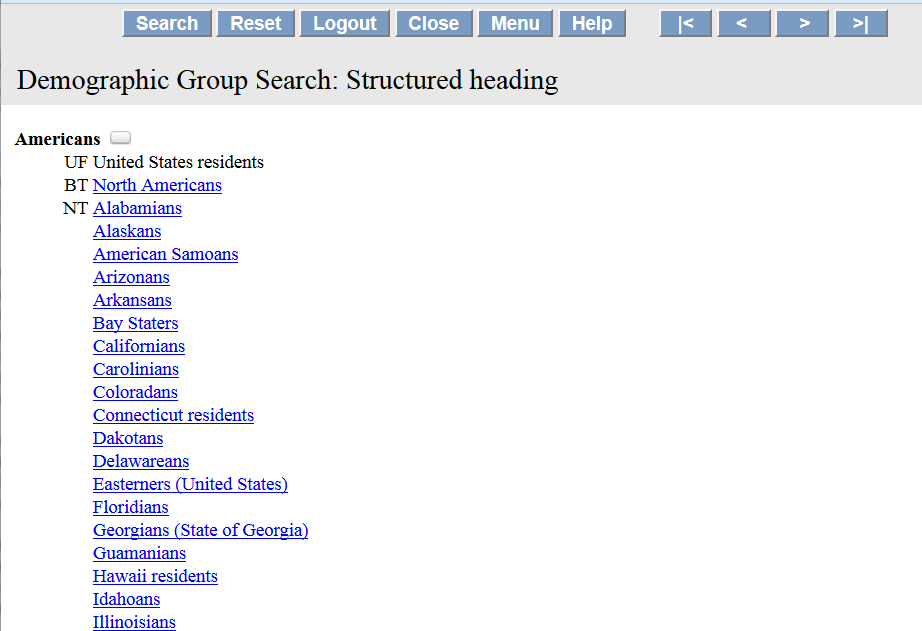 Search Reset Logout Close Menu Help |< < > >|
Demographic Group Search: Structured heading
Americans
UF United States residents
BT North Americans
NT Alabamians
Alaskans
American Samoans
Arizonans
Arkansans
Bay Staters
Californians
Carolinians
Coloradans
Connecticut residents
Dakotans
Delawareans
Easterners (United States)
Floridians
Georgians (State of Georgia)
Guamanians
Hawaii residents
Idahoans
Illinoisians